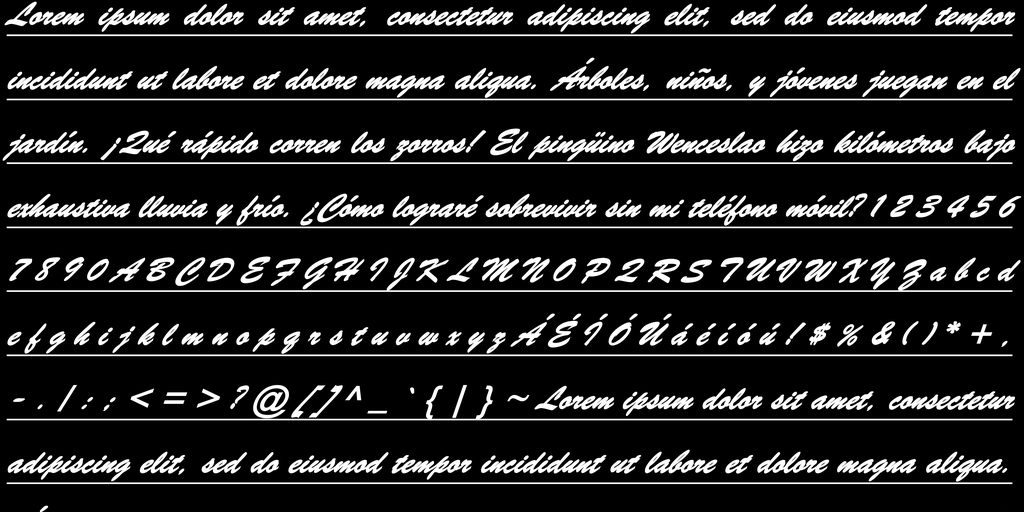 Lorem ipsum dolor sit amet, consectetur adipiscing elit, sed do eiusmod tempor
incididunt ut labore et dolore magna aliqua. Árboles, niños, y jóvenes juegan en el
jardín. ¡Qué rápido corren los zorros! El pingüino Wenceslao hizo kilómetros bajo
exhaustiva lluvia y frío. ¿Cómo lograré sobrevivir sin mi teléfono móvil? 1 2 3 4 5 6
7 8 9 0 A B C D E F G H I J K L M N O P Q R S T U V W X Y Z a b c d
e f g h i j k l m n o p q r s t u v w x y z Á É Í Ó Ú á é í ó ú ! $ % & ( ) * + ,
- . / : ; < = > ? @ [ ] ^ _ ` { | } ~ Lorem ipsum dolor sit amet, consectetur
adipiscing elit, sed do eiusmod tempor incididunt ut labore et dolore magna aliqua.